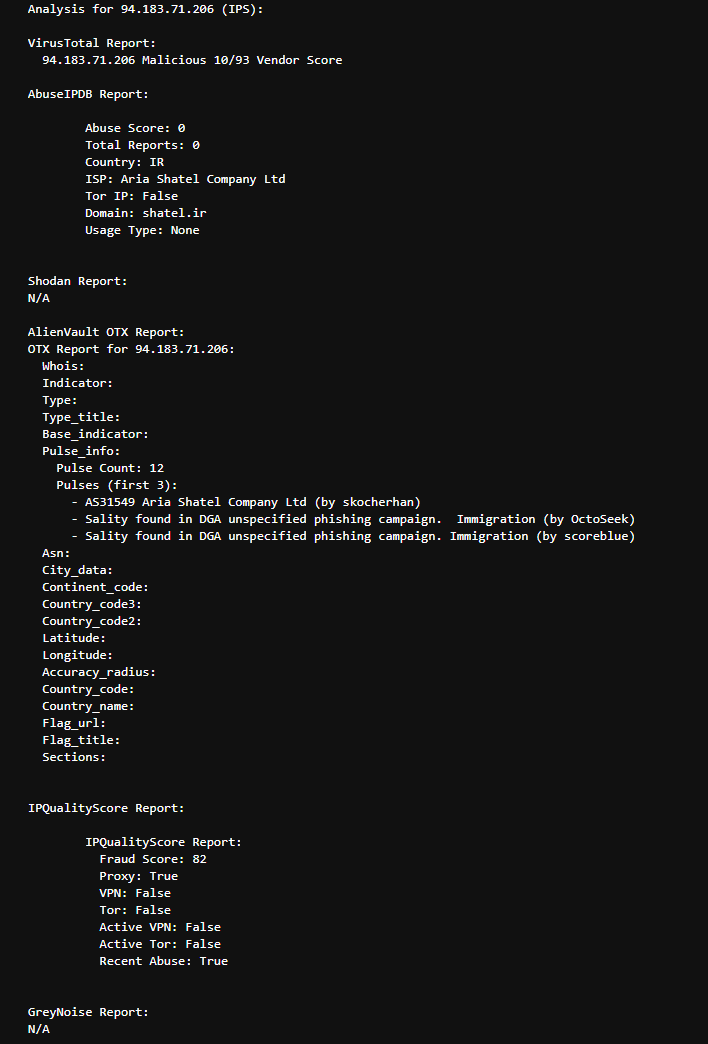 Analysis for 94.183.71.206 (IPS):
VirusTotal Report:
94.183.71.206 Malicious 10/93 Vendor Score
AbuseIPDB Report:
Abuse Score: 0
Total Reports: 0
Country: IR
ISP: Aria Shatel Company Ltd
Tor IP: False
Domain: shatel.ir
Usage Type: None
Shodan Report:
N/A
AlienVault OTX Report:
OTX Report for 94.183.71.206:
Whois:
Indicator:
Type:
Type_title:
Base_indicator:
Pulse_info:
Pulse Count: 12
Pulses (first 3):
- AS31549 Aria Shatel Company Ltd (by skocherhan)
- Sality found in DGA unspecified phishing campaign.  Immigration (by OctoSeek)
- Sality found in DGA unspecified phishing campaign. Immigration (by scoreblue)
Asn:
City_data:
Continent_code:
Country_code3:
Country_code2:
Latitude:
Longitude:
Accuracy_radius:
Country_code:
Country_name:
Flag_url:
Flag_title:
Sections:
IPQualityScore Report:
IPQualityScore Report:
Fraud Score: 82
Proxy: True
VPN: False
Tor: False
Active VPN: False
Active Tor: False
Recent Abuse: True
GreyNoise Report:
N/A